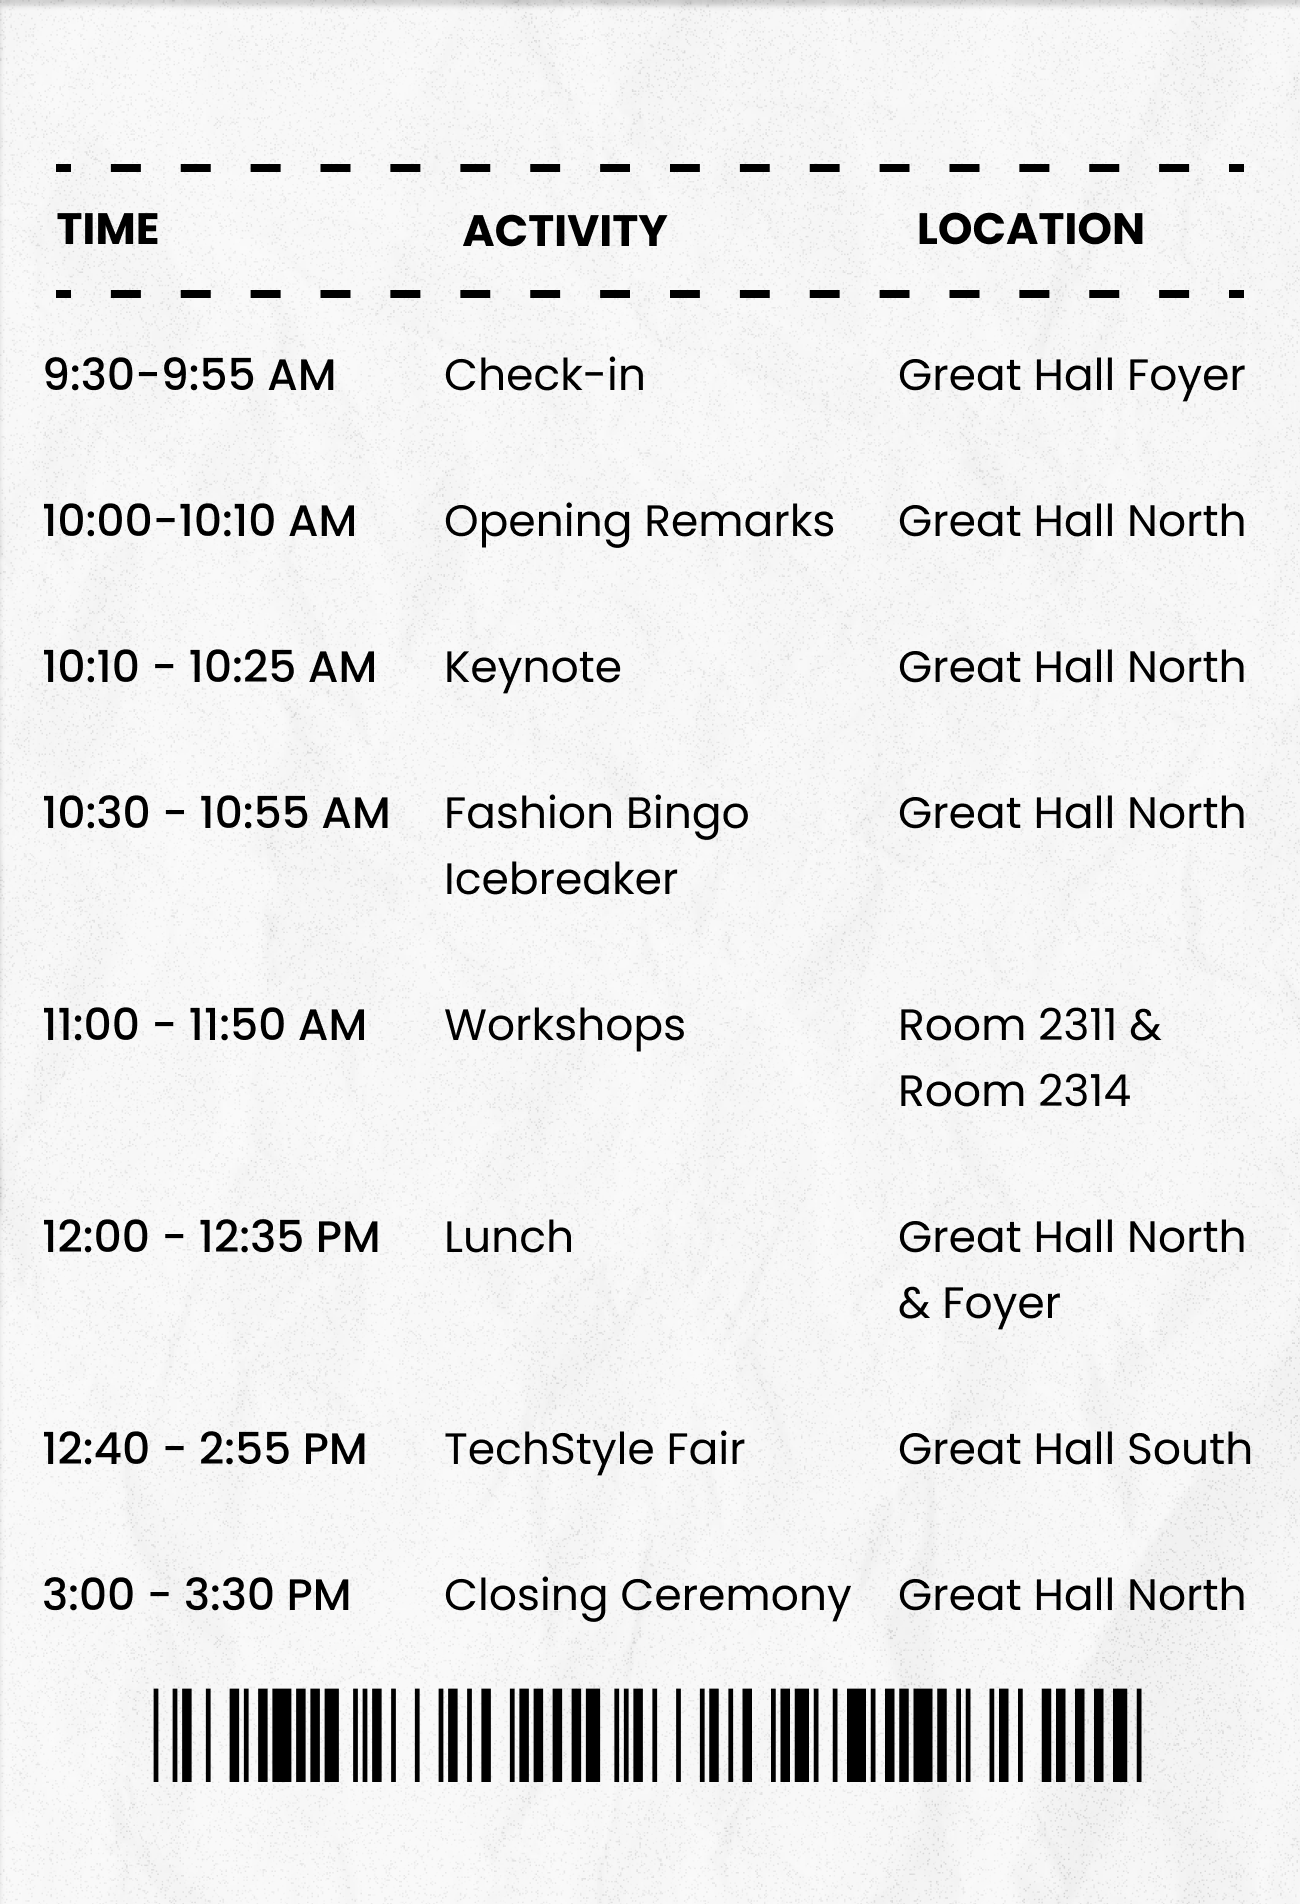 TIME ACTIVITY LOCATION
9:30-9:55 AM Check-in Great Hall Foyer
10:00-10:10 AM Opening Remarks Great Hall North
10:10 - 10:25 AM Keynote Great Hall North
10:30 - 10:55 AM Fashion Bingo Great Hall North
Icebreaker
11:00 - 11:50 AM Workshops Room 2311 &
Room 2314
12:00 - 12:35 PM Lunch Great Hall North
& Foyer
12:40 - 2:55 PM TechStyle Fair Great Hall South
3:00 - 3:30 PM Closing Ceremony Great Hall North